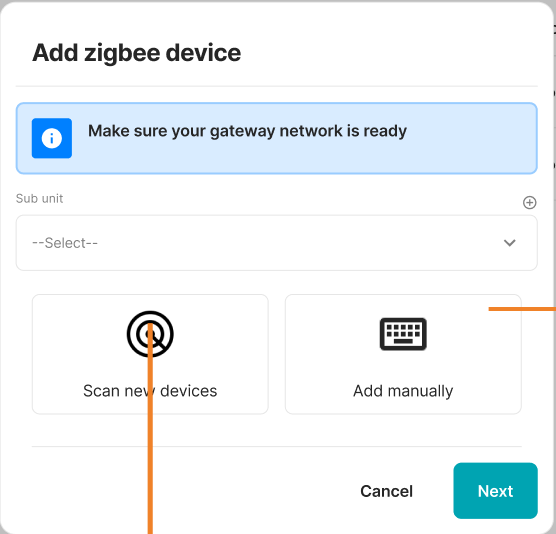 Add zigbee device
Make sure your gateway network is ready
Sub unit
--Select--
Scan new devices
Add manually
Cancel
Next